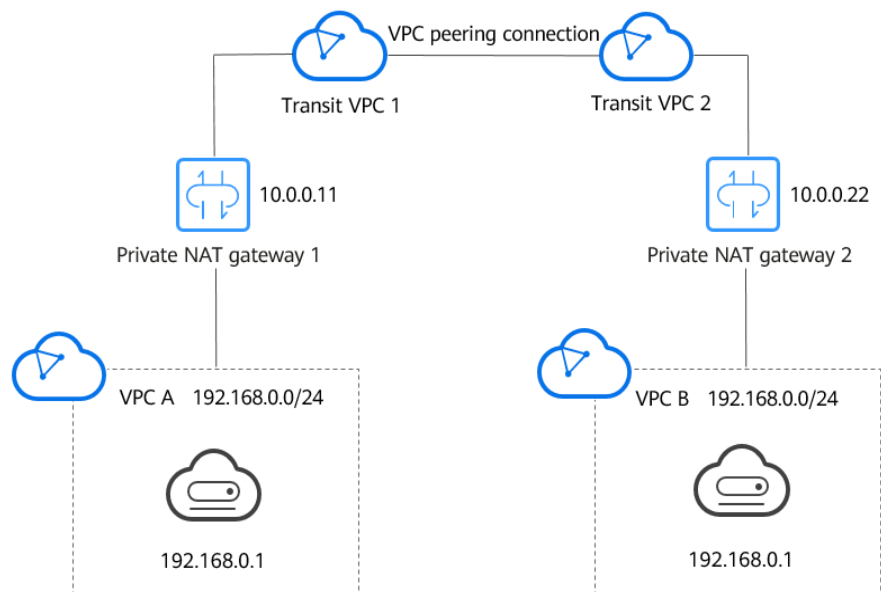 VPC peering connection
Transit VPC 1
Transit VPC 2
10.0.0.11
10.0.0.22
Private NAT gateway 1
Private NAT gateway 2
VPC A 192.168.0.0/24
VPC B 192.168.0.0/24
192.168.0.1
192.168.0.1